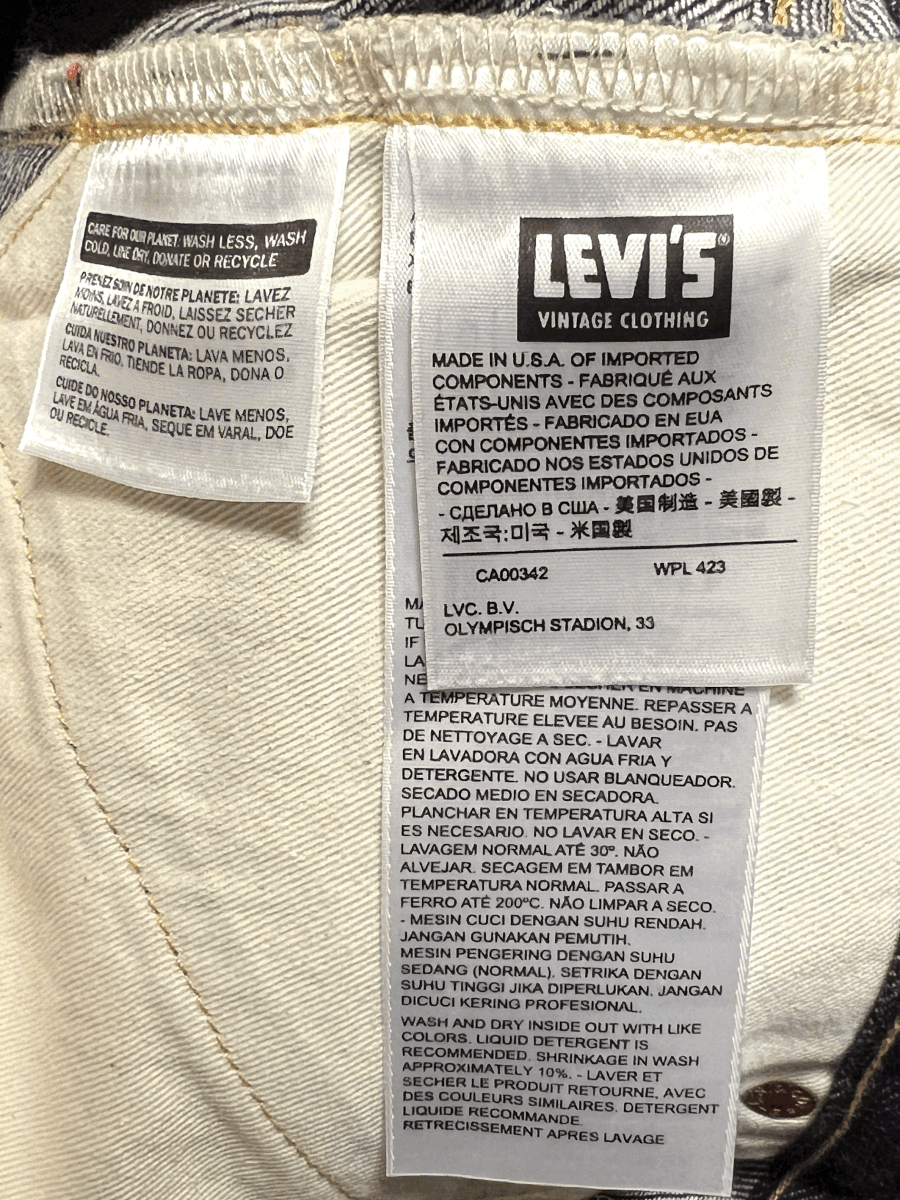 CARE FOR OUR PLANET: WASH LESS, WASH
COLD, LINE DRY, DONATE OR RECYCLE
PRENEZ SOIN DE NOTRE PLANETE: LAVEZ
MOINS, LAVEZ A FROID, LAISSEZ SECHER
NATURELLEMENT, DONNEZ OU RECYCLEZ
CUIDA NUESTRO PLANETA: LAVA MENOS,
LAVA EN FRIO, TIENDE LA ROPA, DONA O
RECICLA.
CUIDE DO NOSSO PLANETA: LAVE MENOS,
LAVE EM ÁGUA FRIA, SEQUE EM VARAL, DOE
OU RECICLE.
LEVI'S®
VINTAGE CLOTHING
MADE IN U.S.A. OF IMPORTED
COMPONENTS - FABRIQUÉ AUX
ÉTATS-UNIS AVEC DES COMPOSANTS
IMPORTÉS - FABRICADO EN EUA
CON COMPONENTES IMPORTADOS -
FABRICADO NOS ESTADOS UNIDOS DE
COMPONENTES IMPORTADOS -
- СДЕЛАНО В США - 美国制造 - 美國製 -
제조국:미국 - 米国製
CA00342 WPL 423
LVC. B.V.
OLYMPISCH STADION, 33
MA
TU
IF
LA
NE
EN MACHINE
A TEMPERATURE MOYENNE. REPASSER A
TEMPERATURE ELEVEE AU BESOIN. PAS
DE NETTOYAGE A SEC. - LAVAR
EN LAVADORA CON AGUA FRIA Y
DETERGENTE. NO USAR BLANQUEADOR.
SECADO MEDIO EN SECADORA.
PLANCHAR EN TEMPERATURA ALTA SI
ES NECESARIO. NO LAVAR EN SECO. -
LAVAGEM NORMAL ATÉ 30º. NÃO
ALVEJAR. SECAGEM EM TAMBOR EM
TEMPERATURA NORMAL. PASSAR A
FERRO ATÉ 200ºC. NÃO LIMPAR A SECO.
- MESIN CUCI DENGAN SUHU RENDAH.
JANGAN GUNAKAN PEMUTIH.
MESIN PENGERING DENGAN SUHU
SEDANG (NORMAL). SETRIKA DENGAN
SUHU TINGGI JIKA DIPERLUKAN. JANGAN
DICUCI KERING PROFESIONAL.
WASH AND DRY INSIDE OUT WITH LIKE
COLORS. LIQUID DETERGENT IS
RECOMMENDED. SHRINKAGE IN WASH
APPROXIMATELY 10%. - LAVER ET
SECHER LE PRODUIT RETOURNE, AVEC
DES COULEURS SIMILAIRES. DETERGENT
LIQUIDE RECOMMANDE.
RETRECISSEMENT APRES LAVAGE